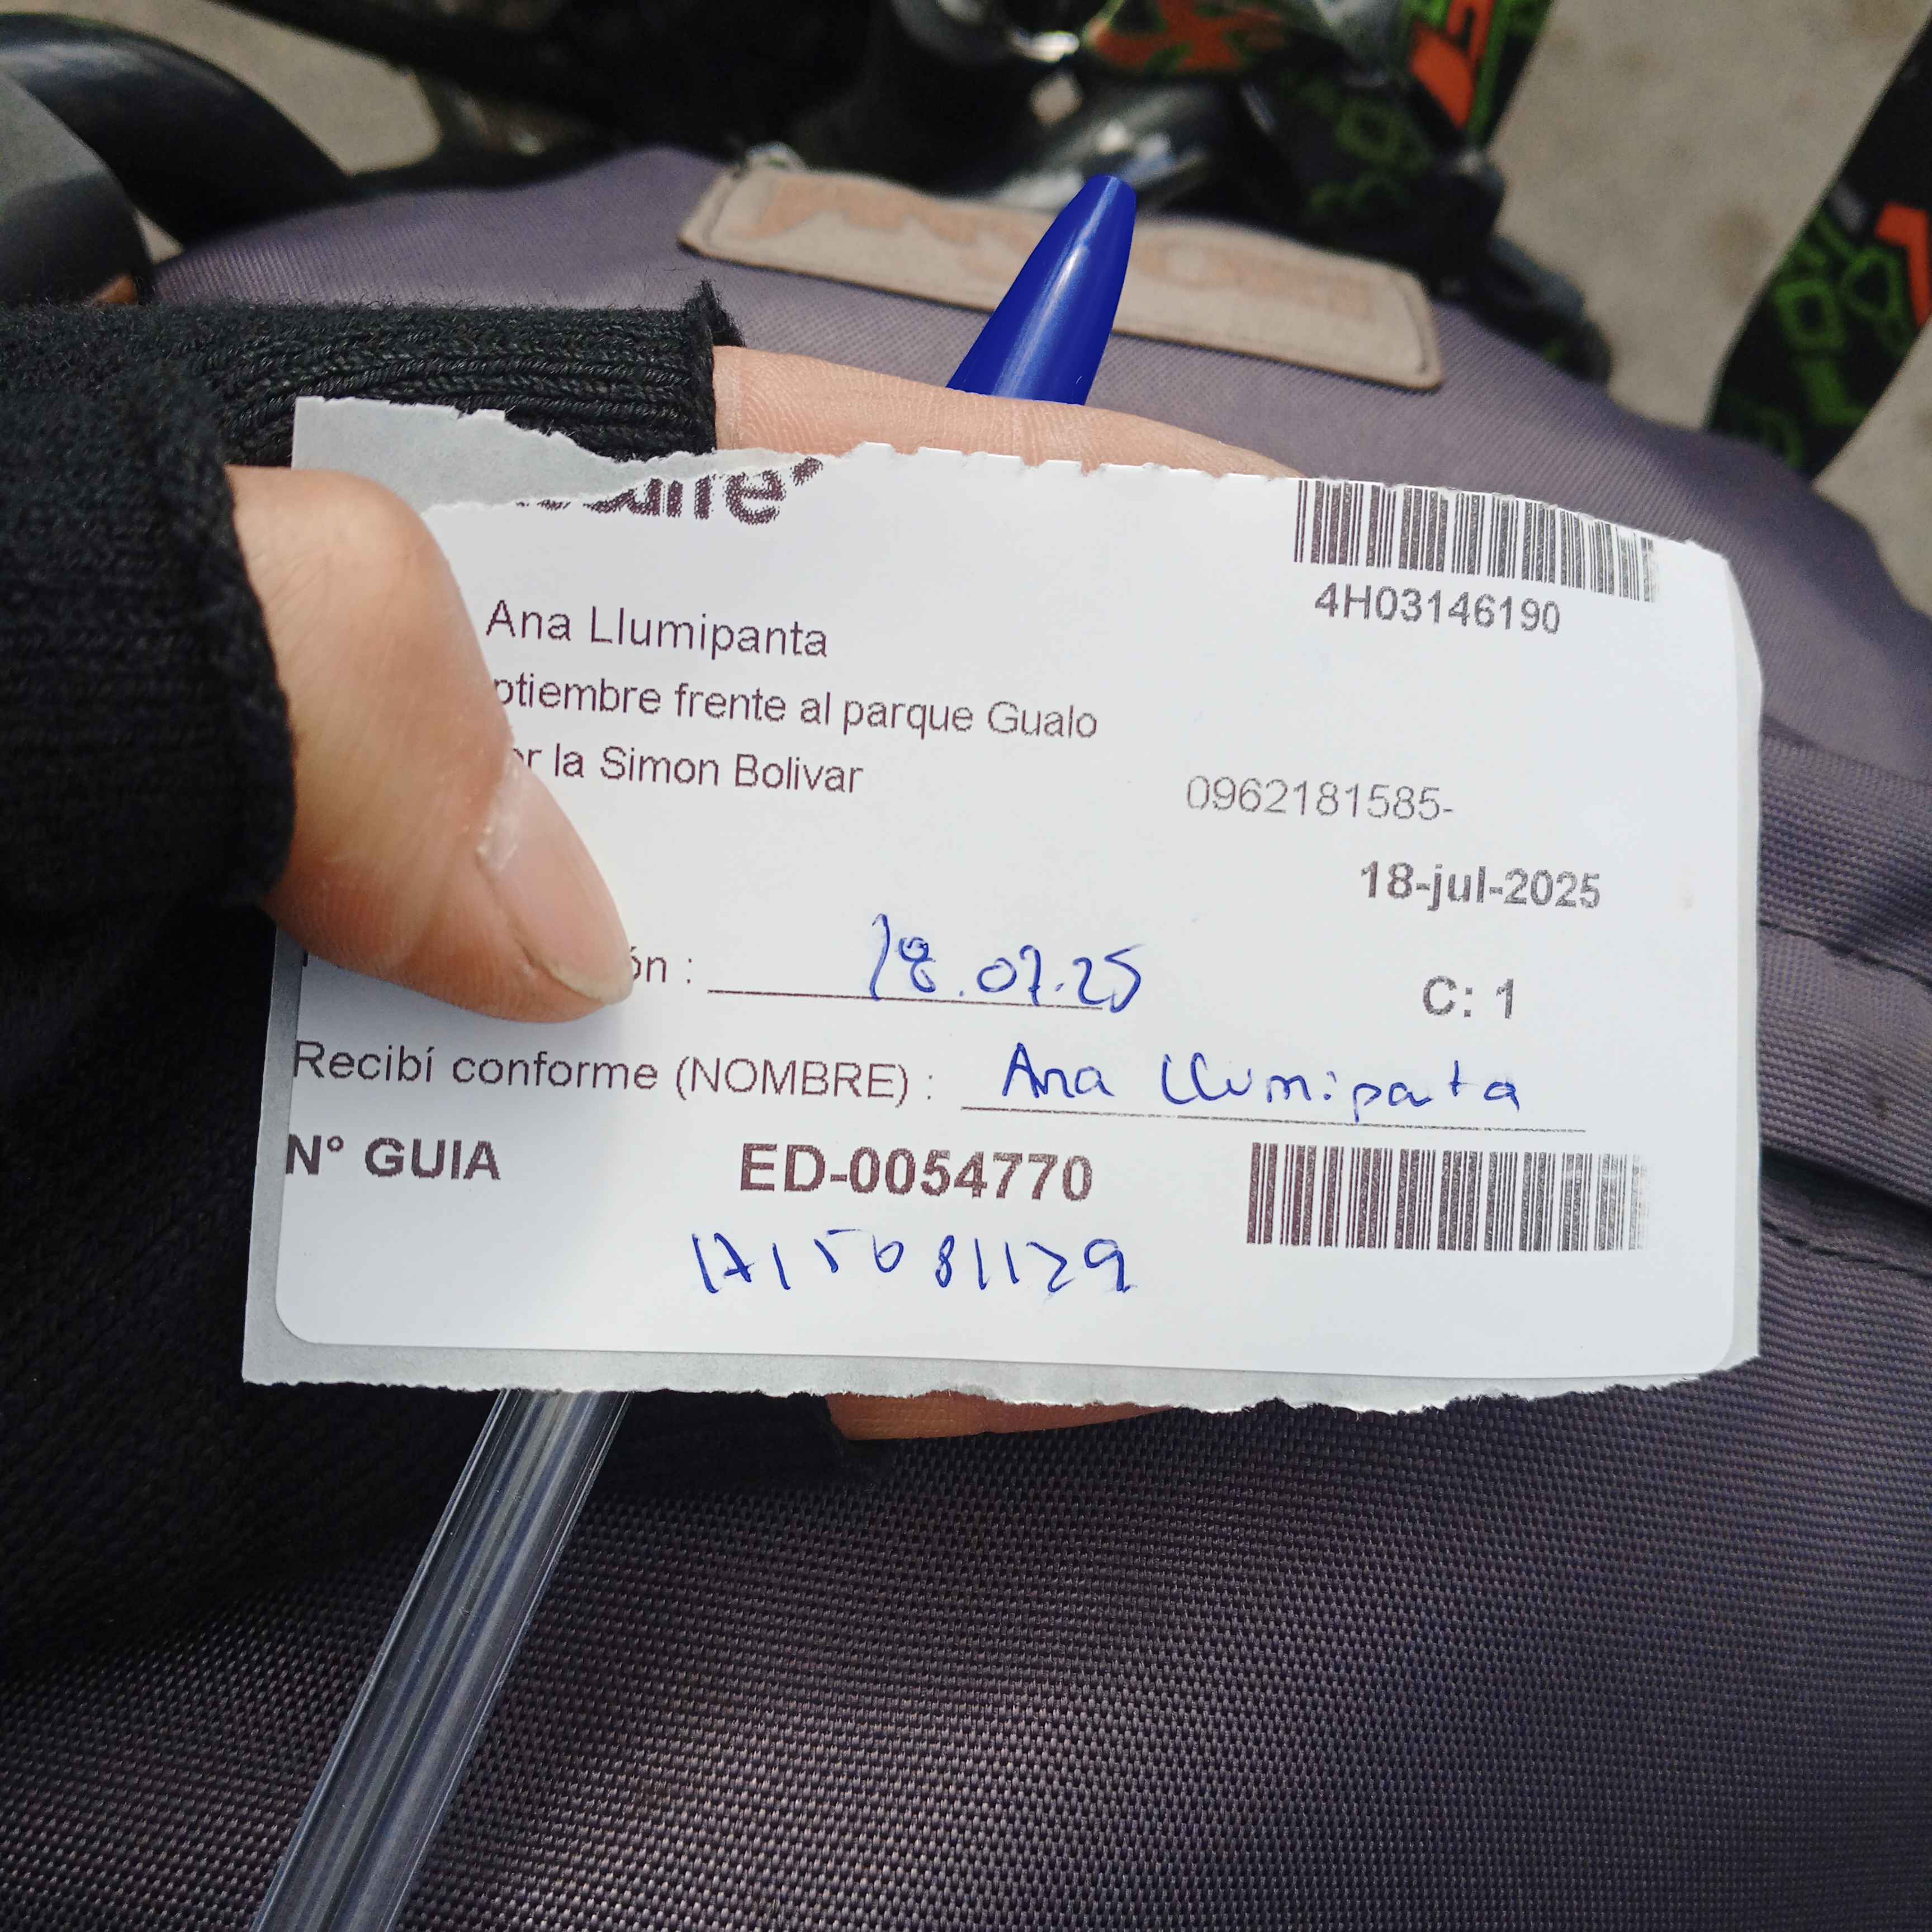 4H03146190
Ana Llumipanta
ptiembre frente al parque Gualo
r la Simon Bolivar
0962181585-
18-jul-2025
ón : 18.07.25
C: 1
Recibí conforme (NOMBRE) : Ana Llumipata
N° GUIA ED-0054770
1715081129